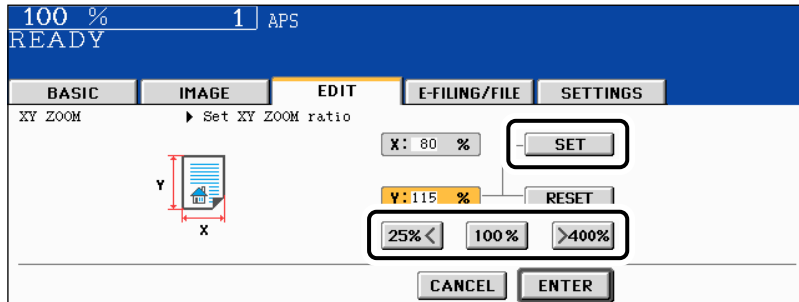 100 % 1 APS
READY
BASIC IMAGE EDIT E-FILING/FILE SETTINGS
XY ZOOM ▶ Set XY ZOOM ratio
X: 80 % SET
Y
Y:115 % RESET
X
25%< 100% >400%
CANCEL ENTER